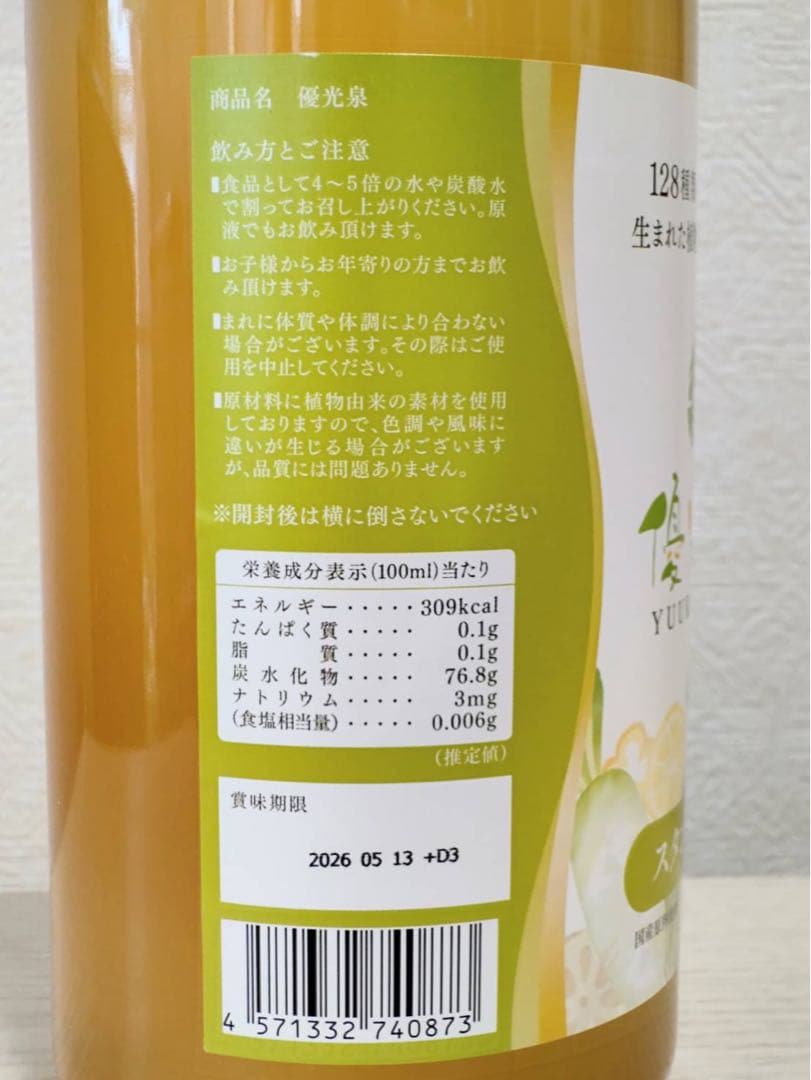 商品名 優光泉
飲み方とご注意
■食品として4～5倍の水や炭酸水
で割ってお召し上がりください。原
液でもお飲み頂けます。
■お子様からお年寄りの方までお飲
み頂けます。
■まれに体質や体調により合わない
場合がございます。その際はご使
用を中止してください。
■原材料に植物由来の素材を使用
しておりますので、色調や風味に
違いが生じる場合がございます
が、品質には問題ありません。
※開封後は横に倒さないでください
栄養成分表示(100ml)当たり
エネルギー・・・・・309kcal
たんぱく質・・・・・0.1g
脂質・・・・・0.1g
炭水化物・・・・・76.8g
ナトリウム・・・・・3mg
(食塩相当量)・・・・・0.006g
(推定値)
賞味期限
2026 05 13 +D3
4 571332 740873
128種
生まれた
優
YUU
スタ
国産